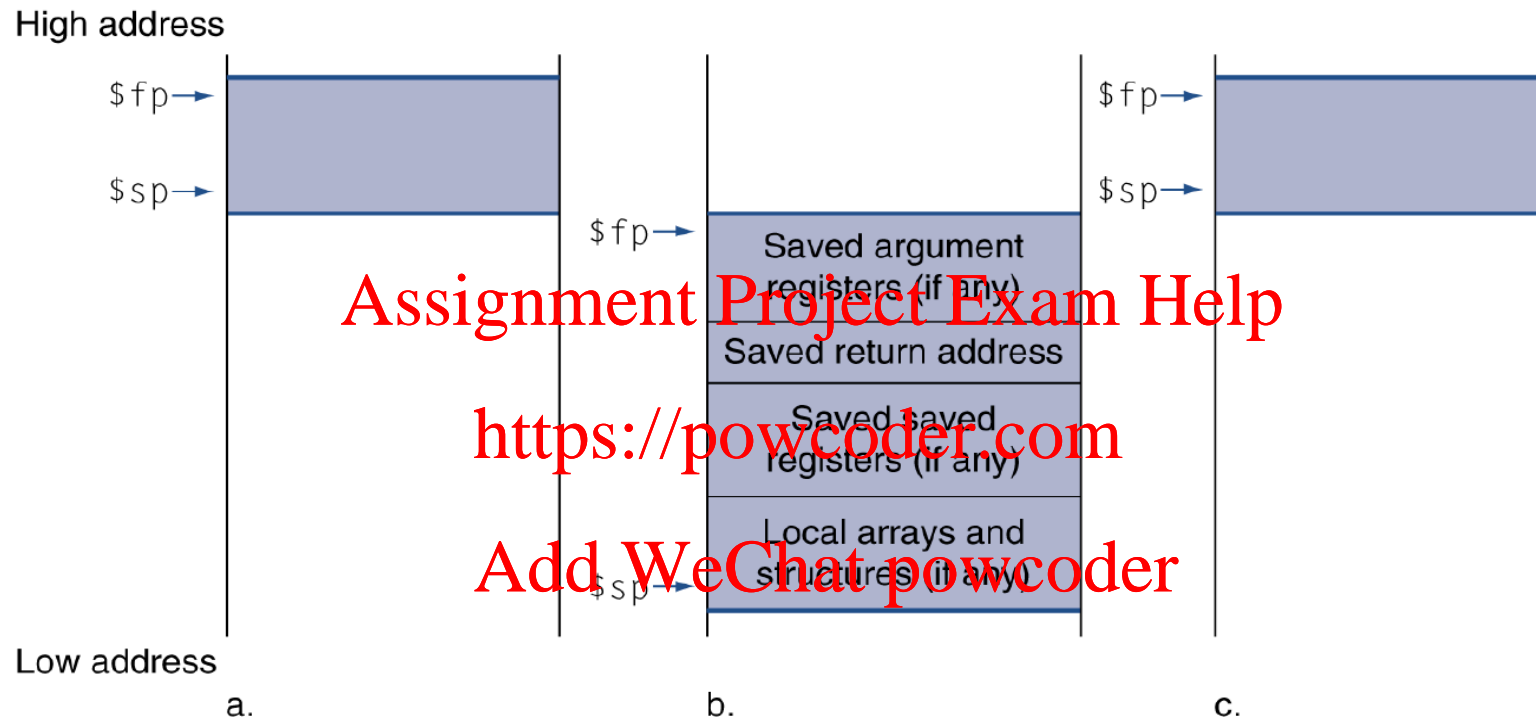 High address
$fp
$sp
$fp
Saved argument
registers (if any)
Saved return address
Saved saved
registers (if any)
Local arrays and
structures (if any)
$sp
$fp
$sp
Assignment Project Exam Help
https://powcoder.com
Add WeChat powcoder
Low address
a.
b.
c.